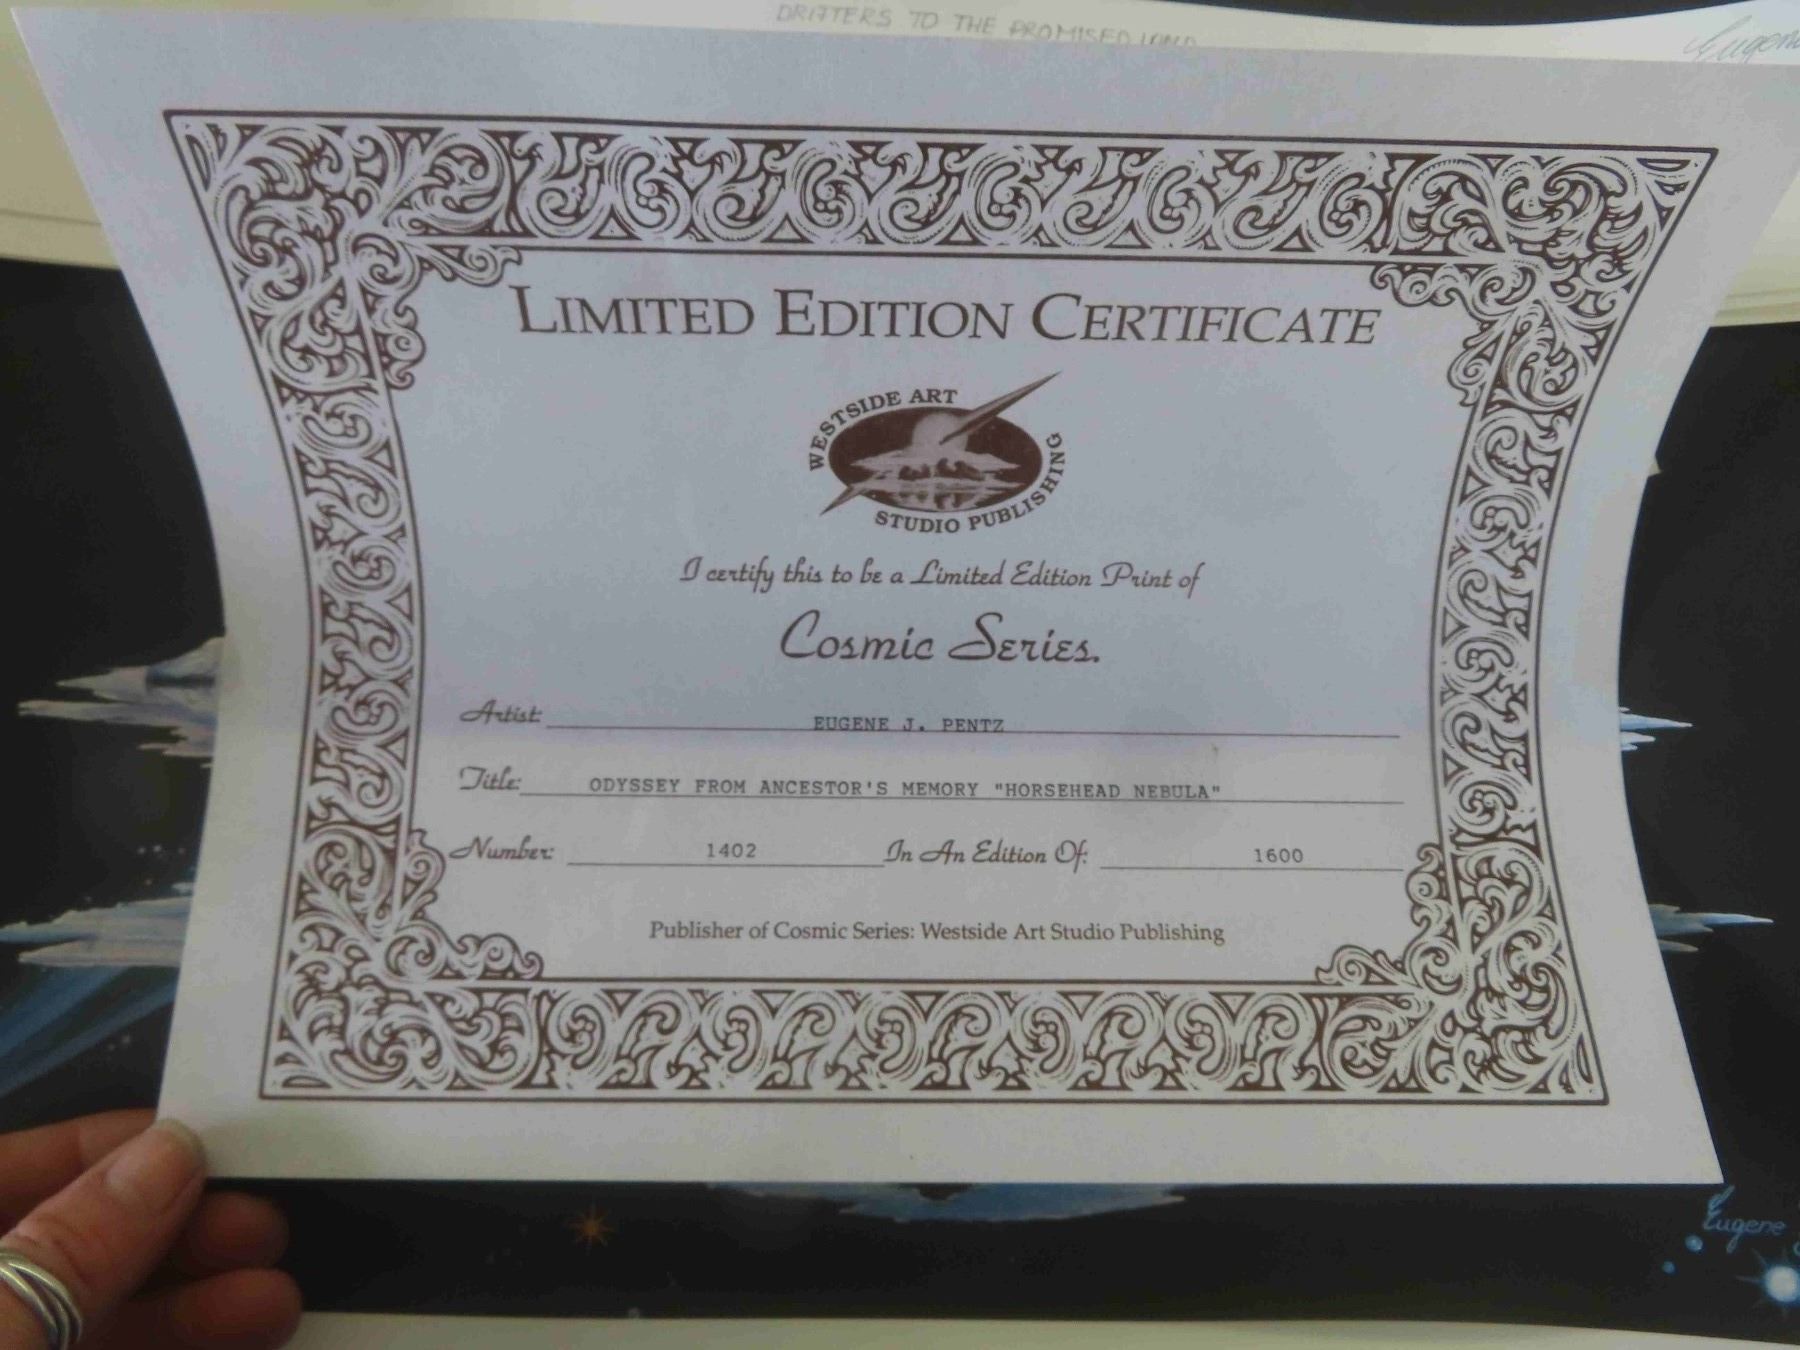 DRIFTERS TO THE PROMISED LAND
Eugene
LIMITED EDITION CERTIFICATE
WESTSIDE ART
STUDIO PUBLISHING
I certify this to be a Limited Edition Print of
Cosmic Series.
Artist: EUGENE J. PENTZ
Title: ODYSSEY FROM ANCESTOR'S MEMORY "HORSEHEAD NEBULA"
Number: 1402 In An Edition Of: 1600
Publisher of Cosmic Series: Westside Art Studio Publishing
Eugene